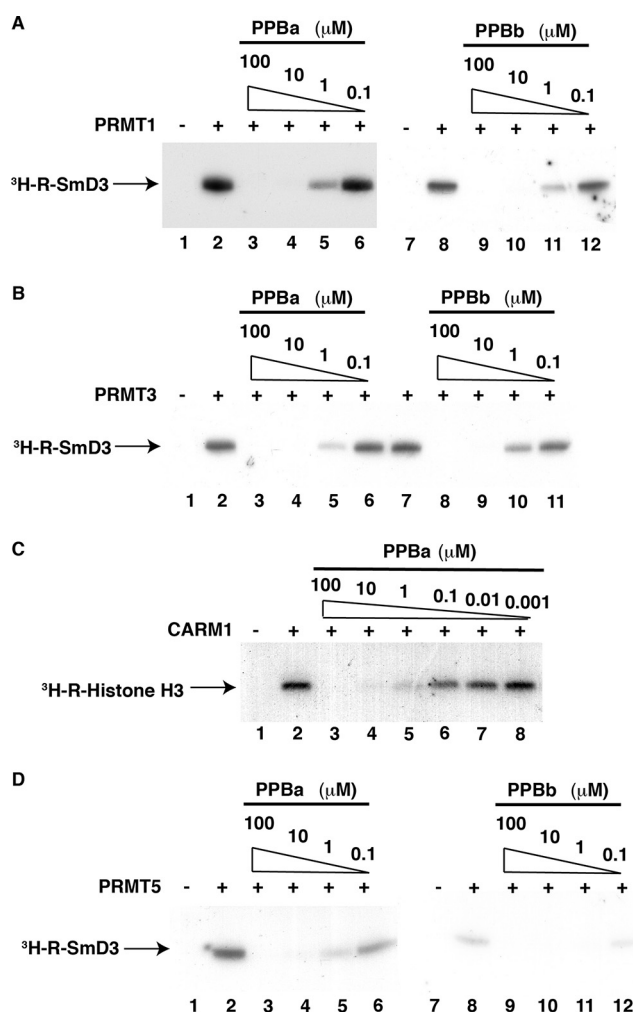 A
PPBa (µM) PPBb (µM)
100 10 1 0.1 100 10 1 0.1
PRMT1 - + + + + + - + + + + +
³H-R-SmD3
1 2 3 4 5 6 7 8 9 10 11 12
B
PPBa (µM) PPBb (µM)
100 10 1 0.1 100 10 1 0.1
PRMT3 - + + + + + + + + + +
³H-R-SmD3
1 2 3 4 5 6 7 8 9 10 11
C
PPBa (µM)
100 10 1 0.1 0.01 0.001
CARM1 - + + + + + + +
³H-R-Histone H3
1 2 3 4 5 6 7 8
D
PPBa (µM) PPBb (µM)
100 10 1 0.1 100 10 1 0.1
PRMT5 - + + + + + - + + + + +
³H-R-SmD3
1 2 3 4 5 6 7 8 9 10 11 12